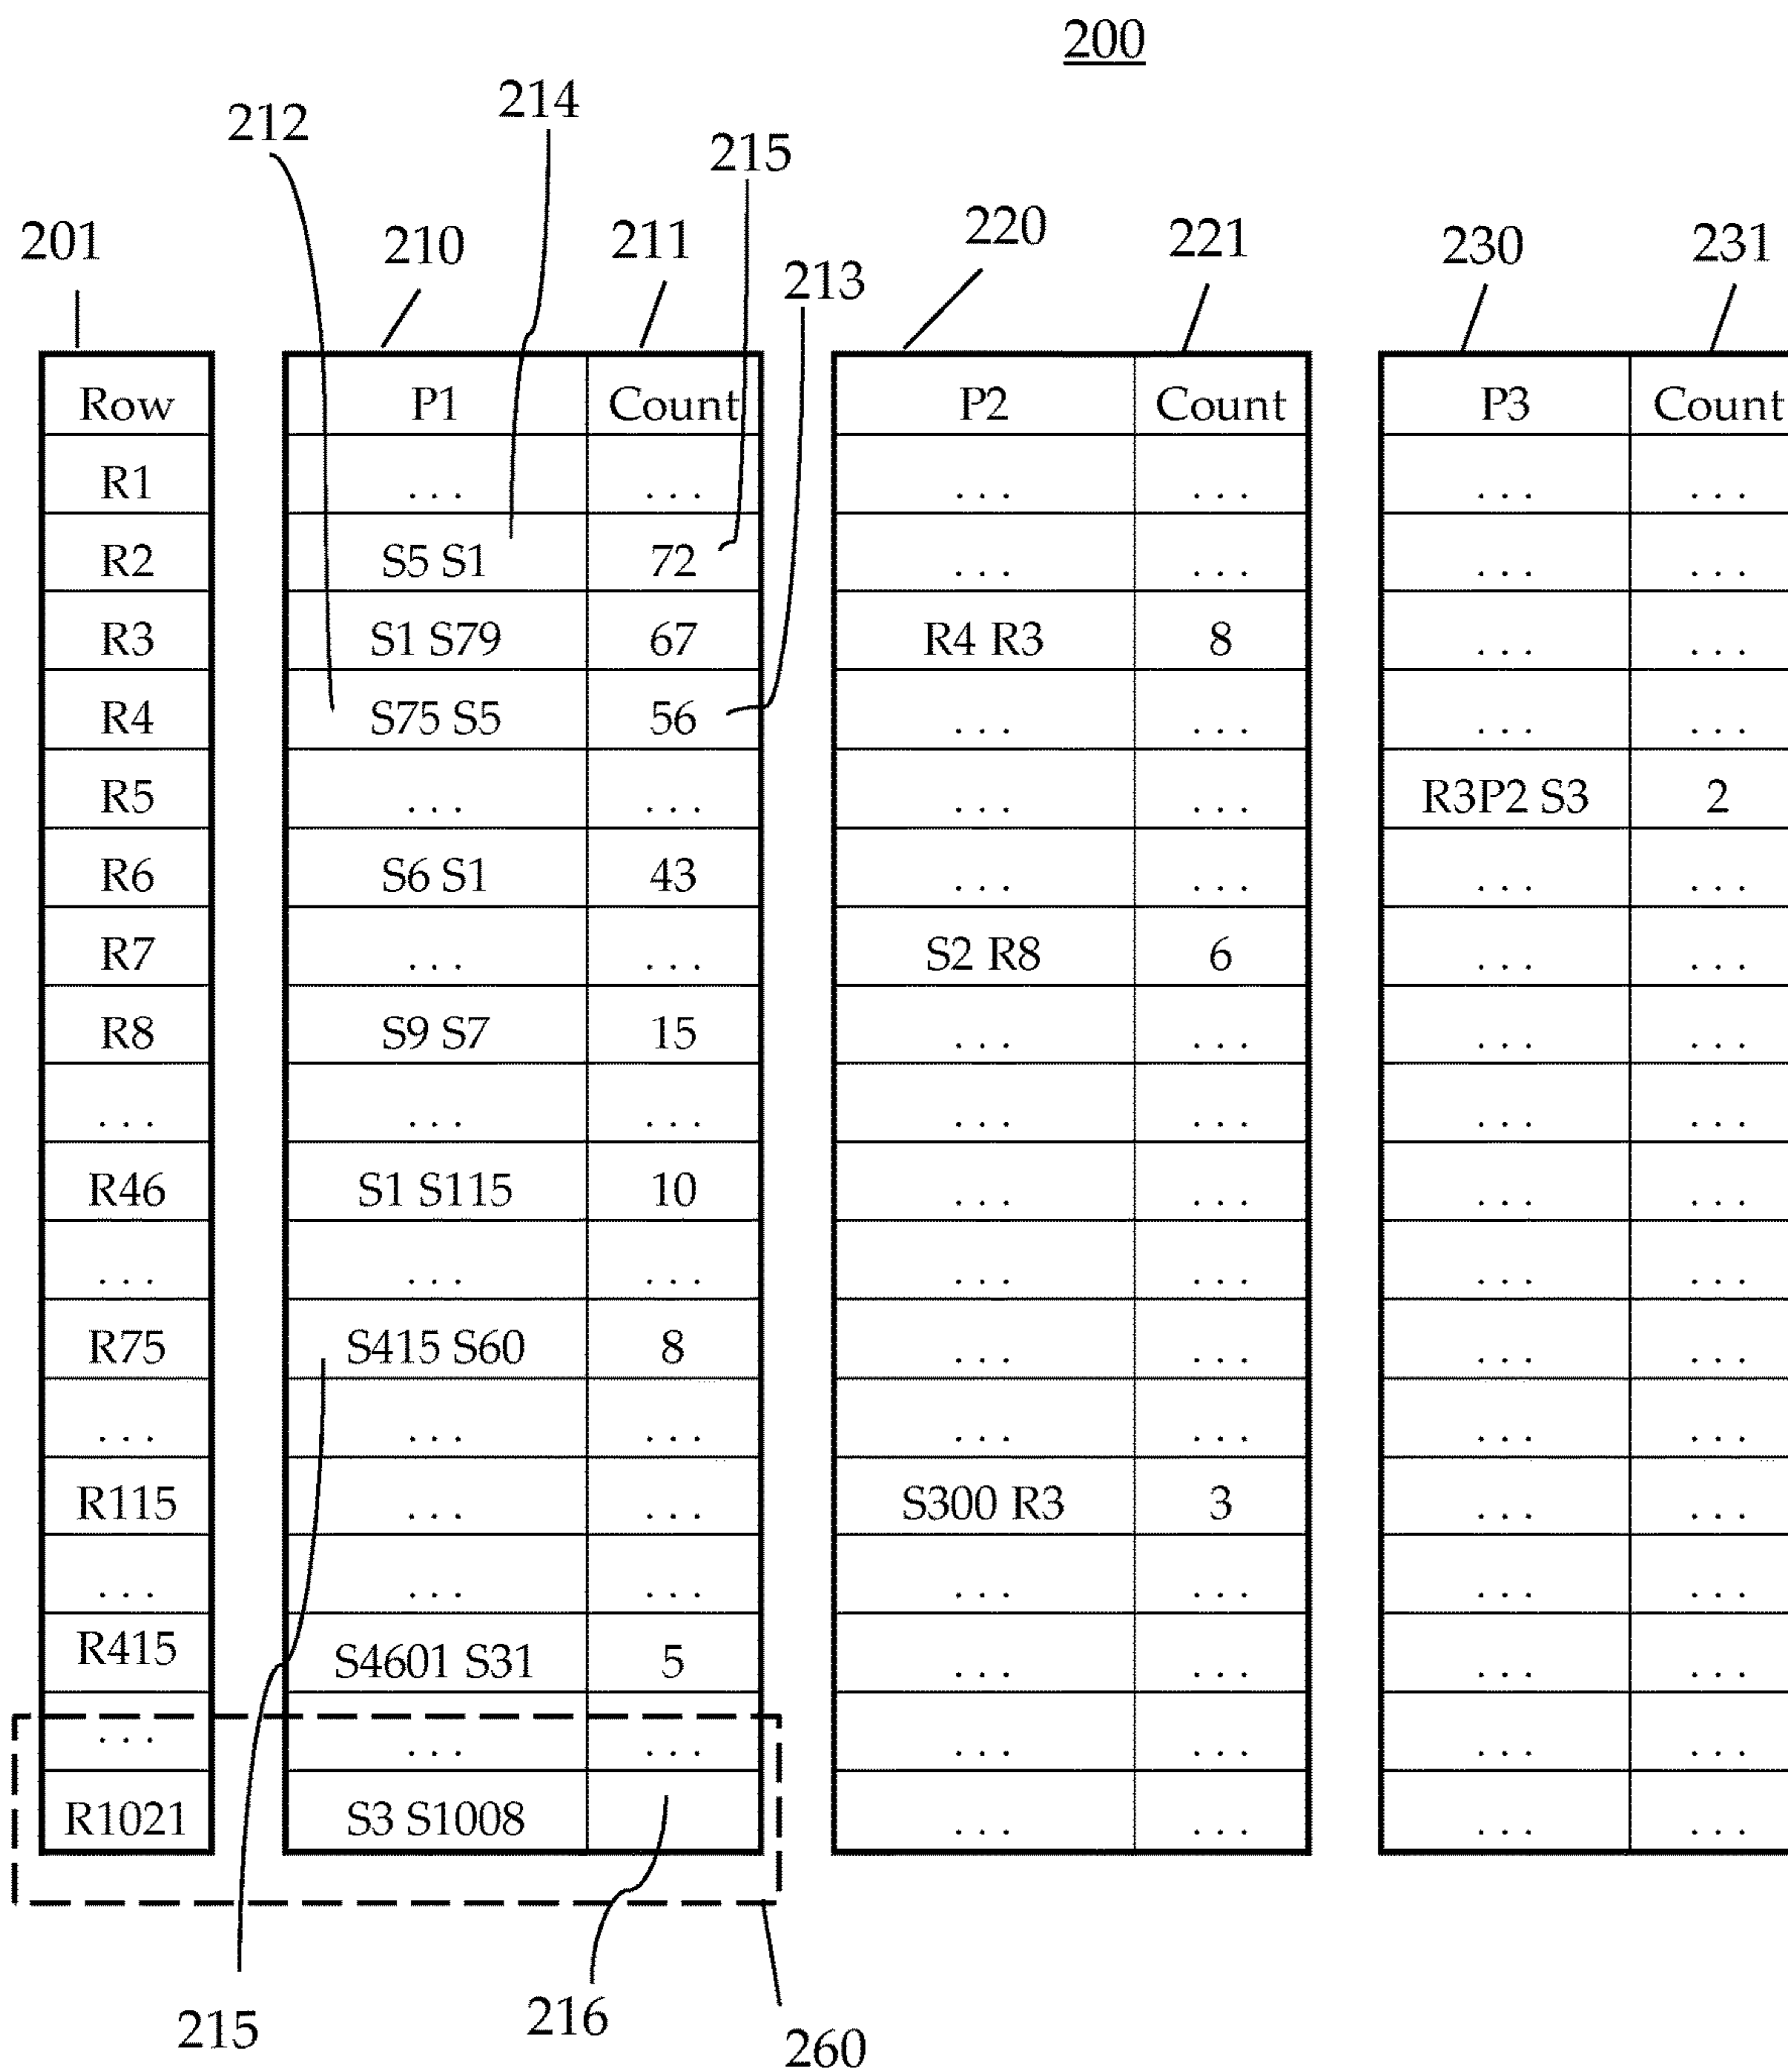 200
214
212
215
201 210 211 220 221 230 231
213
Row P1 Count P2 Count P3 Count
R1 ... ... ... ... ... ...
R2 S5 S1 72 ... ... ... ...
R3 S1 S79 67 R4 R3 8 ... ...
R4 S75 S5 56 ... ... ... ...
R5 ... ... ... ... R3P2 S3 2
R6 S6 S1 43 ... ... ... ...
R7 ... ... S2 R8 6 ... ...
R8 S9 S7 15 ... ... ... ...
... ... ... ... ... ... ...
R46 S1 S115 10 ... ... ... ...
... ... ... ... ... ... ...
R75 S415 S60 8 ... ... ... ...
... ... ... ... ... ... ...
R115 ... ... S300 R3 3 ... ...
... ... ... ... ... ... ...
R415 S4601 S31 5 ... ... ... ...
... ... ... ... ... ... ...
R1021 S3 S1008 ... ... ... ...
215 216 260